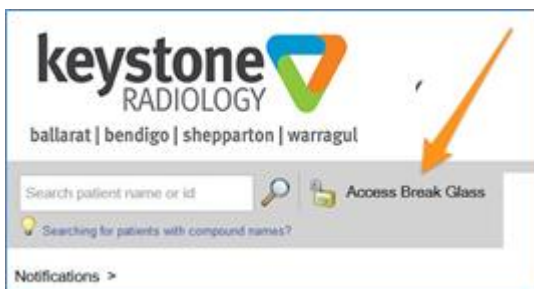 keystone
RADIOLOGY
ballarat | bendigo | shepparton | warragul
Search patient name or id
Access Break Glass
Searching for patients with compound names?
Notifications >